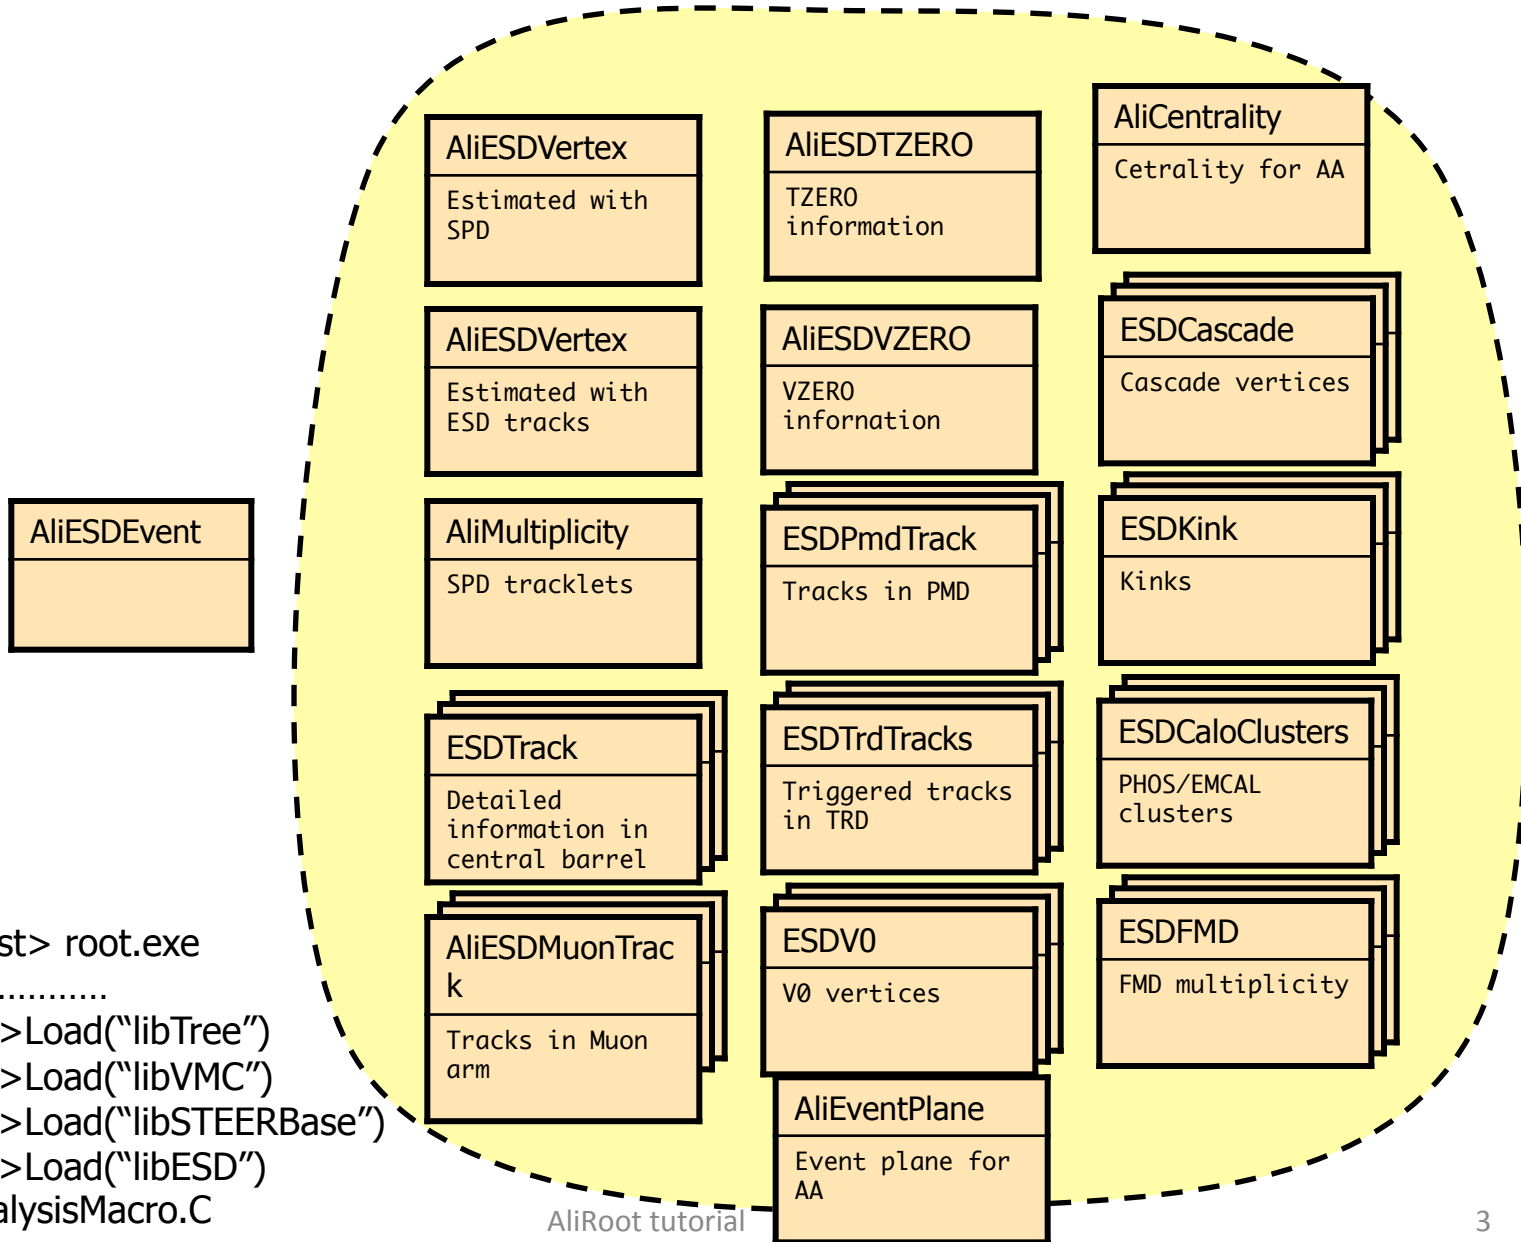 AliESDEvent
AliESDVertex
Estimated with
SPD
AliESDVertex
Estimated with
ESD tracks
AliMultiplicity
SPD tracklets
ESDTrack
Detailed
information in
central barrel
AliESDMuonTrac
k
Tracks in Muon
arm
AliESDTZERO
TZERO
information
AliESDVZERO
VZERO
infornation
ESDPmdTrack
Tracks in PMD
ESDTrdTracks
Triggered tracks
in TRD
ESDV0
V0 vertices
AliEventPlane
Event plane for
AA
AliCentrality
Cetrality for AA
ESDCascade
Cascade vertices
ESDKink
Kinks
ESDCaloClusters
PHOS/EMCAL
clusters
ESDFMD
FMD multiplicity
st> root.exe
...........
>Load(“libTree”)
>Load(“libVMC”)
>Load(“libSTEERBase”)
>Load(“libESD”)
alysisMacro.C
AliRoot tutorial
3